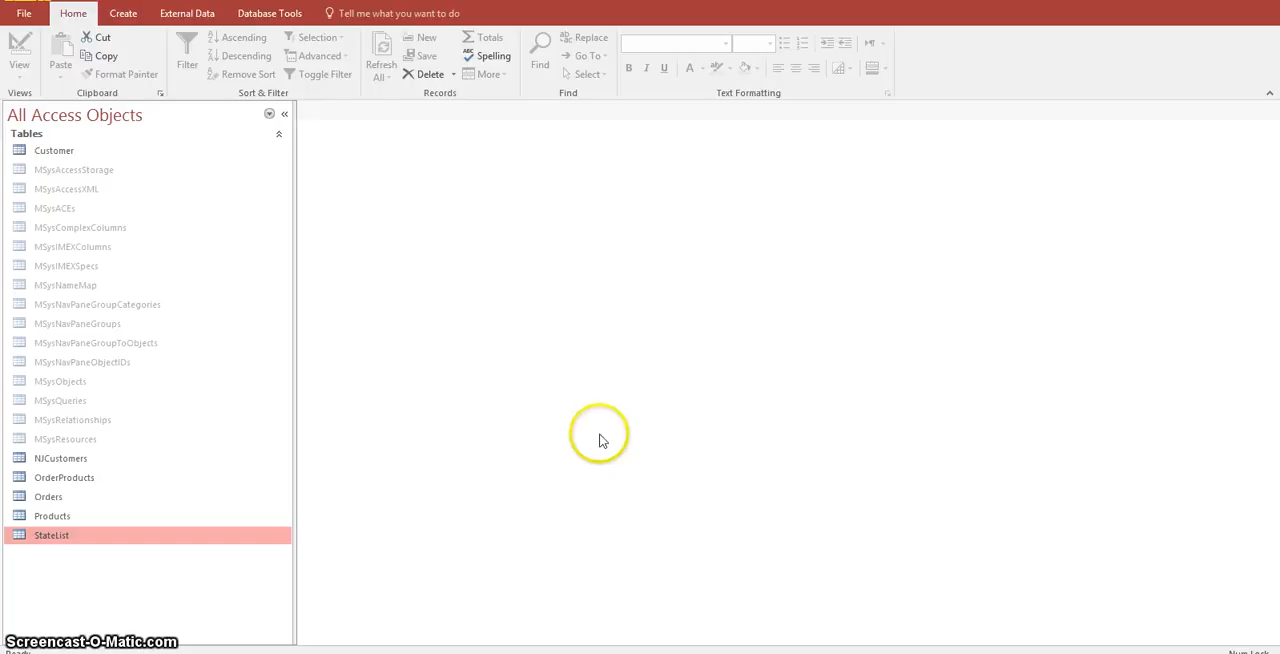 File Home Create External Data Database Tools Tell me what you want to do
View
Paste
Cut
Copy
Format Painter
Filter
Ascending
Descending
Remove Sort
Selection
Advanced
Toggle Filter
Refresh
All
New
Save
Delete
Totals
Spelling
More
Find
Replace
Go To
Select
B I U A
Views Clipboard Sort & Filter Records Find Text Formatting
All Access Objects
Tables
Customer
MSysAccessStorage
MSysAccessXML
MSysACEs
MSysComplexColumns
MSysIMEXColumns
MSysIMEXSpecs
MSysNameMap
MSysNavPaneGroupCategories
MSysNavPaneGroups
MSysNavPaneGroupToObjects
MSysNavPaneObjectIDs
MSysObjects
MSysQueries
MSysRelationships
MSysResources
NJCustomers
OrderProducts
Orders
Products
StateList
Screencast-O-Matic.com
Ready Num Lock